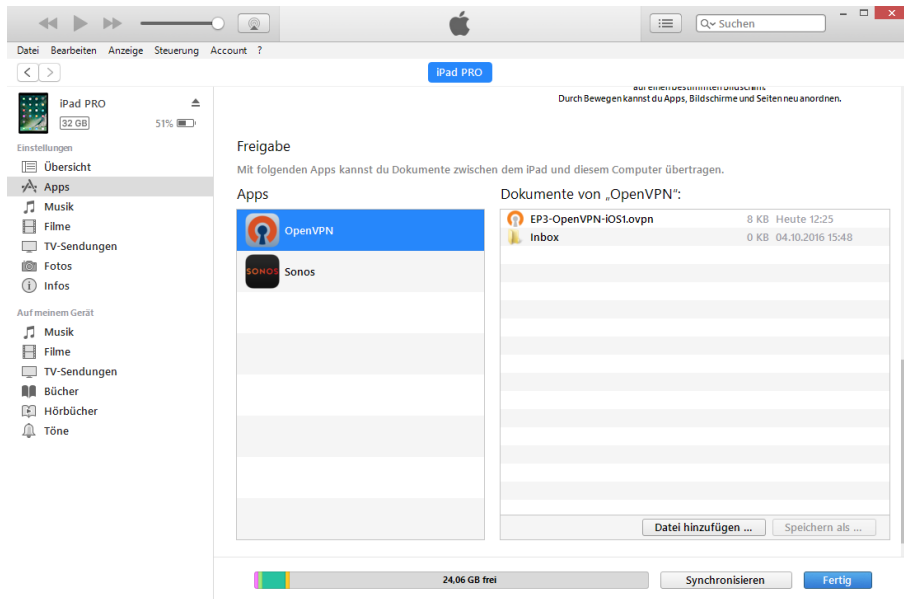 Suchen
Datei Bearbeiten Anzeige Steuerung Account ?
iPad PRO
iPad PRO
32 GB 51%
Einstellungen
Übersicht
Apps
Musik
Filme
TV-Sendungen
Fotos
Infos
Auf meinem Gerät
Musik
Filme
TV-Sendungen
Bücher
Hörbücher
Töne
auf einen bestimmten Bildschirm.
Durch Bewegen kannst du Apps, Bildschirme und Seiten neu anordnen.
Freigabe
Mit folgenden Apps kannst du Dokumente zwischen dem iPad und diesem Computer übertragen.
Apps
OpenVPN
SONOS Sonos
Dokumente von „OpenVPN“:
EP3-OpenVPN-iOS1.ovpn 8 KB Heute 12:25
Inbox 0 KB 04.10.2016 15:48
Datei hinzufügen ... Speichern als ...
24,06 GB frei Synchronisieren Fertig